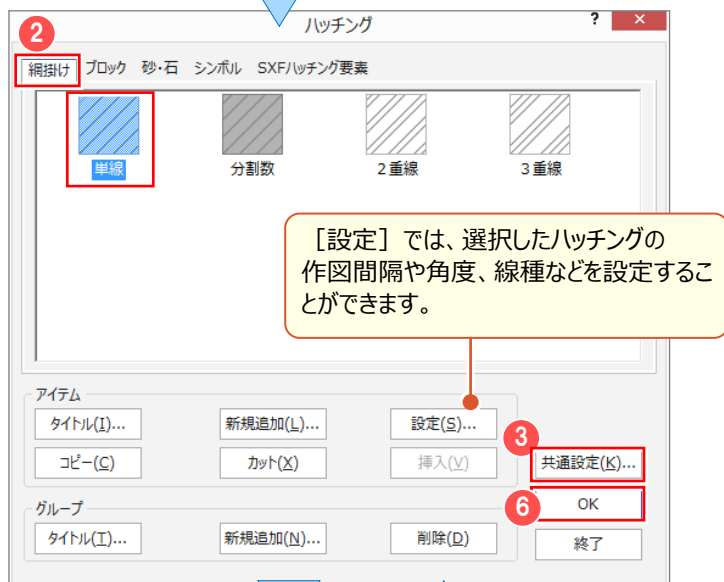 ハッチング
?
×
2
網掛け ブロック 砂・石 シンボル SXFハッチング要素
単線 分割数 2重線 3重線
[設定]では、選択したハッチングの
作図間隔や角度、線種などを設定するこ
とができます。
アイテム
タイトル(I)... 新規追加(L)... 設定(S)...
3
コピー(C) カット(X) 挿入(V) 共通設定(K)...
グループ
6 OK
タイトル(T)... 新規追加(N)... 削除(D) 終了